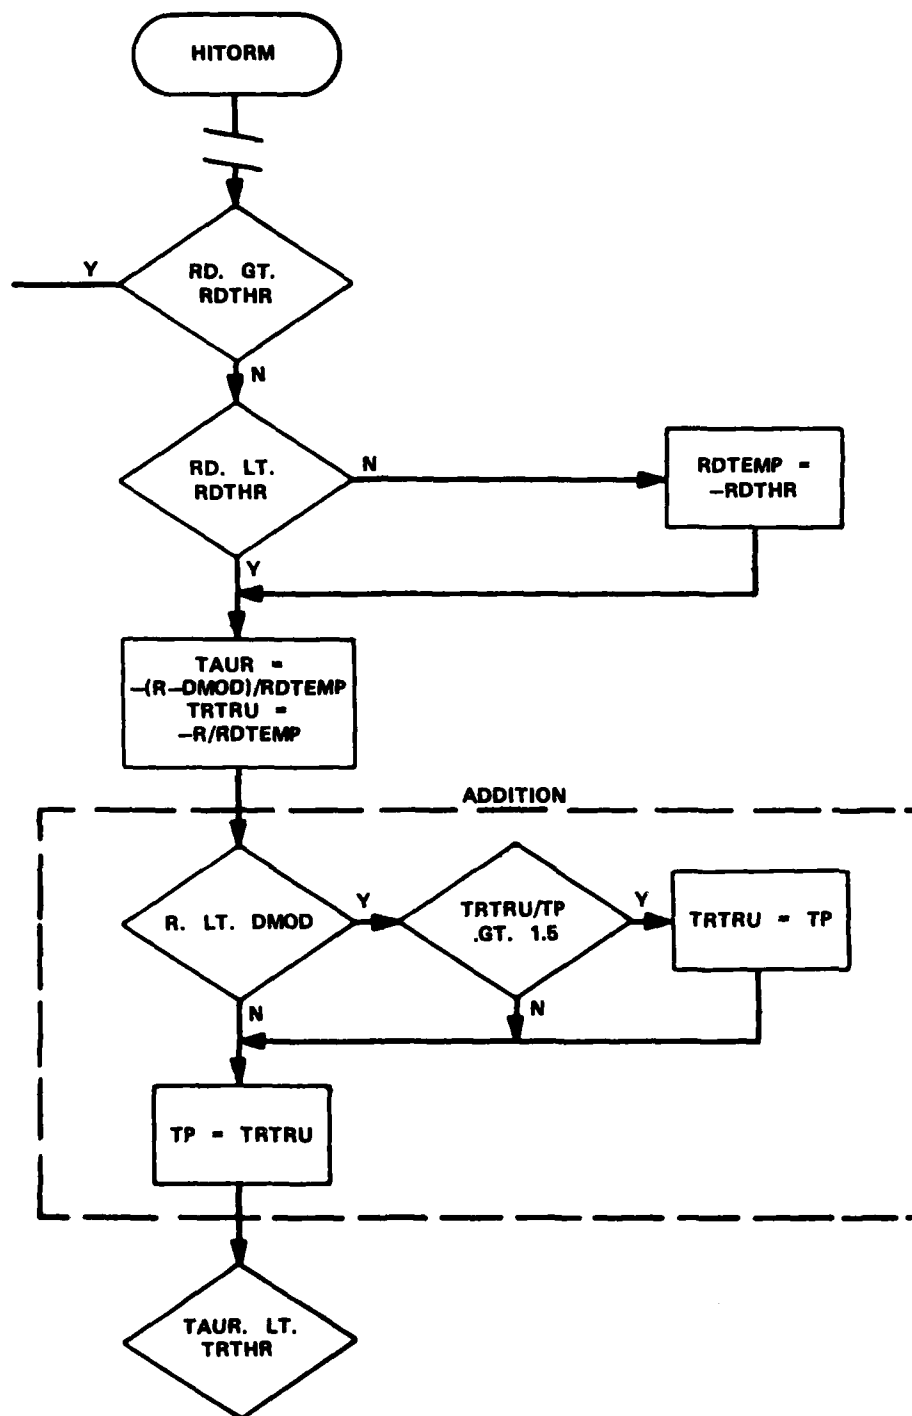 HITORM
Y
RD. GT.
RDTHR
N
RD. LT.
RDTHR
N
RDTEMP =
–RDTHR
Y
TAUR =
–(R–DMOD)/RDTEMP
TRTRU =
–R/RDTEMP
ADDITION
R. LT. DMOD
Y
TRTRU/TP
.GT. 1.5
Y
TRTRU = TP
N
N
TP = TRTRU
TAUR. LT.
TRTHR